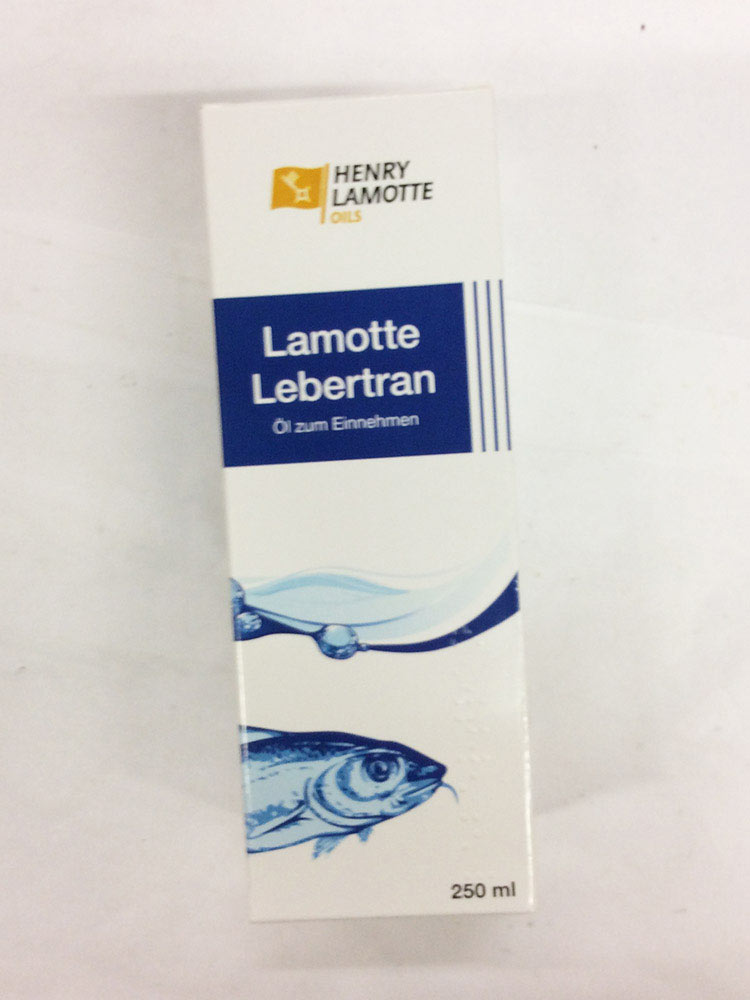 HENRY
LAMOTTE
OILS
Lamotte
Lebertran
Öl zum Einnehmen
250 ml